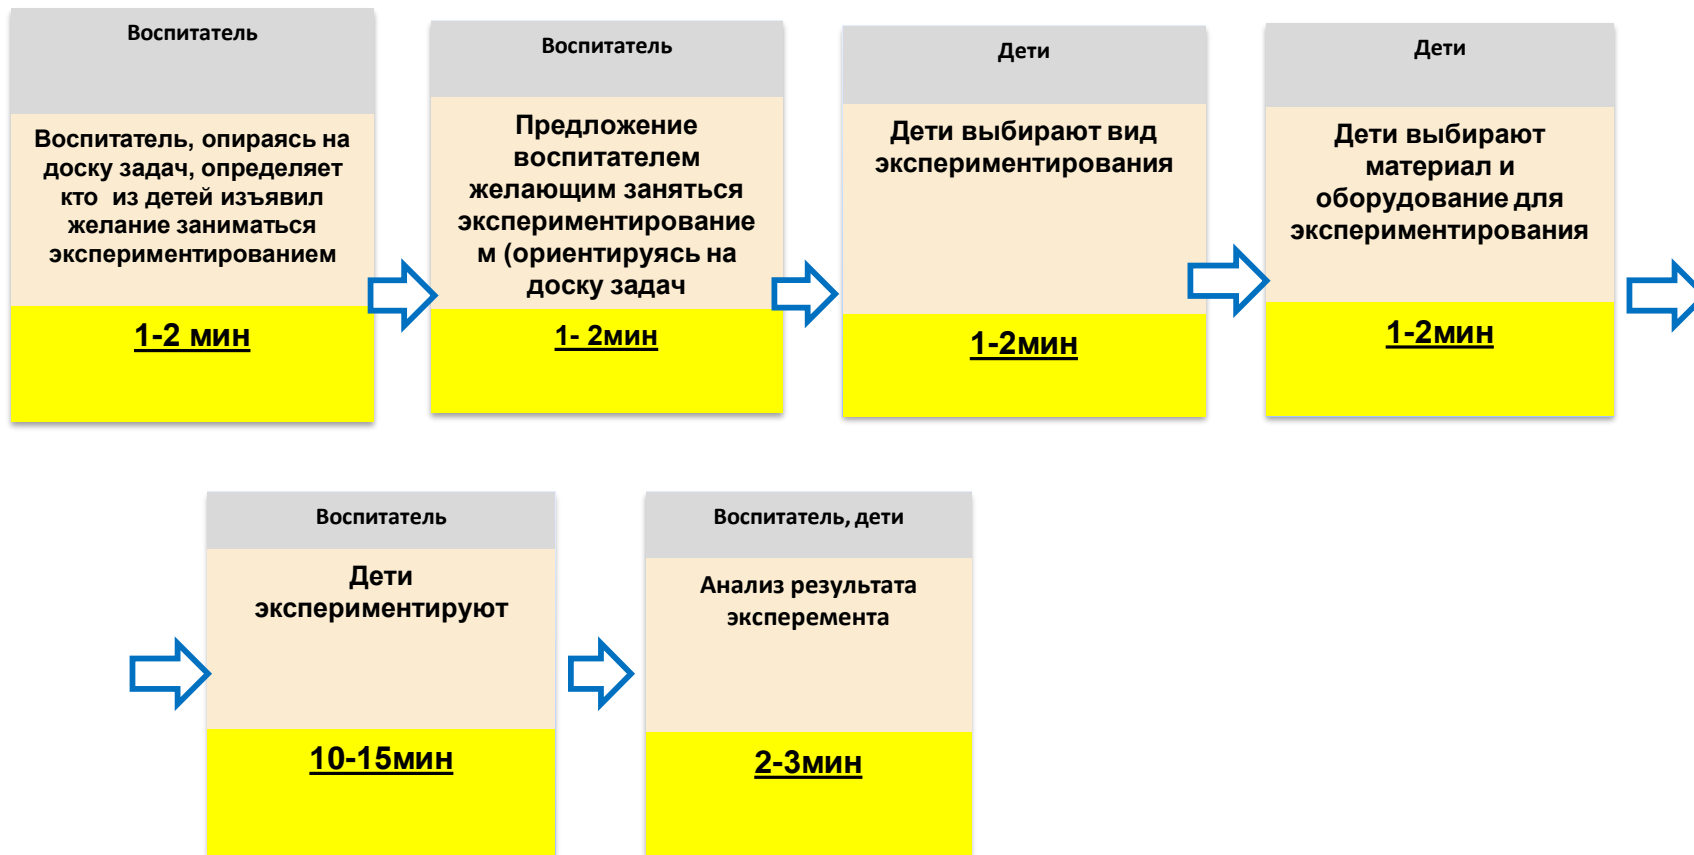 Воспитатель
Воспитатель, опираясь на
доску задач, определяет
кто из детей изъявил
желание заниматься
экспериментированием
1-2 мин
Воспитатель
Предложение
воспитателем
желающим заняться
экспериментирование
м (ориентируясь на
доску задач
1- 2мин
Дети
Дети выбирают вид
экспериментирования
1-2мин
Дети
Дети выбирают
материал и
оборудование для
экспериментирования
1-2мин
Воспитатель
Дети
экспериментируют
10-15мин
Воспитатель, дети
Анализ результата
эксперемента
2-3мин